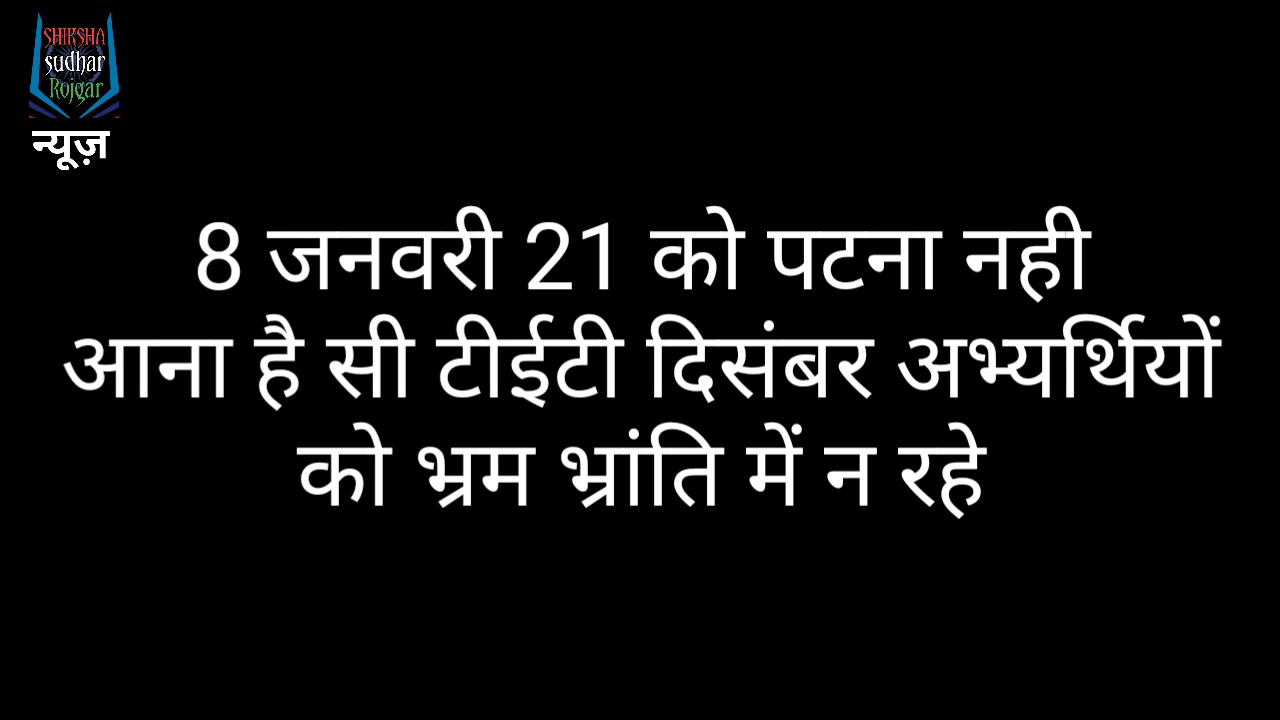 SHIKSHA
sudhar
Rojgar
न्यूज़
8 जनवरी 21 को पटना नही
आना है सी टीईटी दिसंबर अभ्यर्थियों
को भ्रम भ्रांति में न रहे